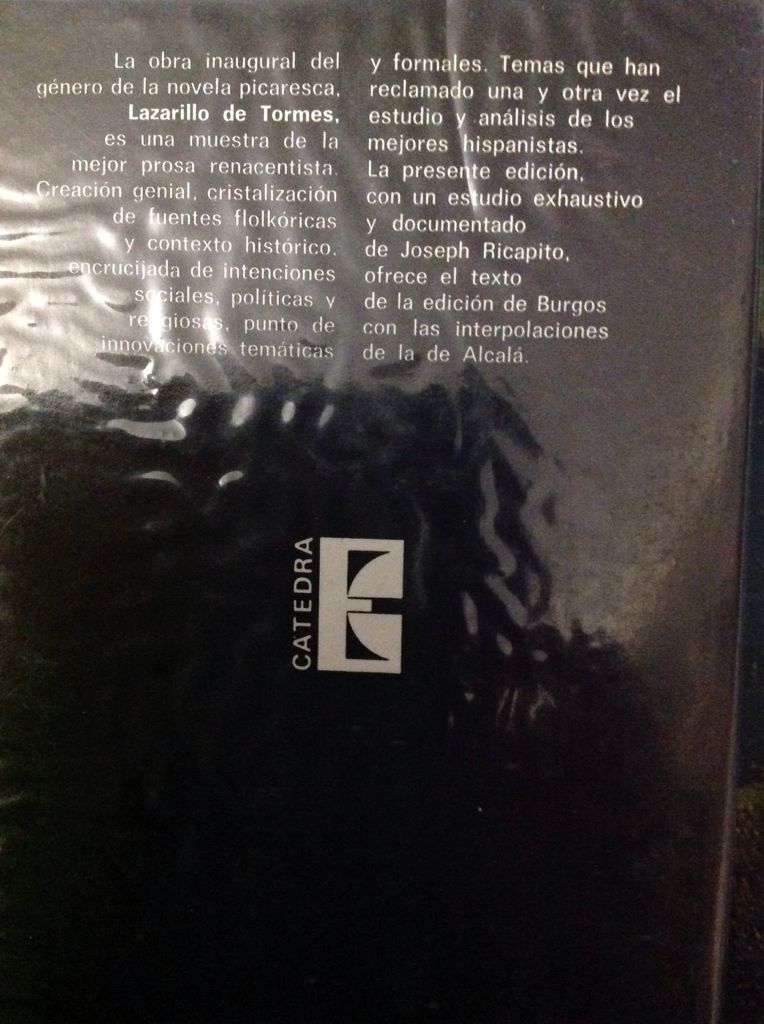 La obra inaugural del
género de la novela picaresca,
Lazarillo de Tormes,
es una muestra de la
mejor prosa renacentista.
Creación genial, cristalización
de fuentes flolkóricas
y contexto histórico,
encrucijada de intenciones
sociales, políticas y
religiosas, punto de
innovaciones temáticas
y formales. Temas que han
reclamado una y otra vez el
estudio y análisis de los
mejores hispanistas.
La presente edición,
con un estudio exhaustivo
y documentado
de Joseph Ricapito,
ofrece el texto
de la edición de Burgos
con las interpolaciones
de la de Alcalá.
CATEDRA